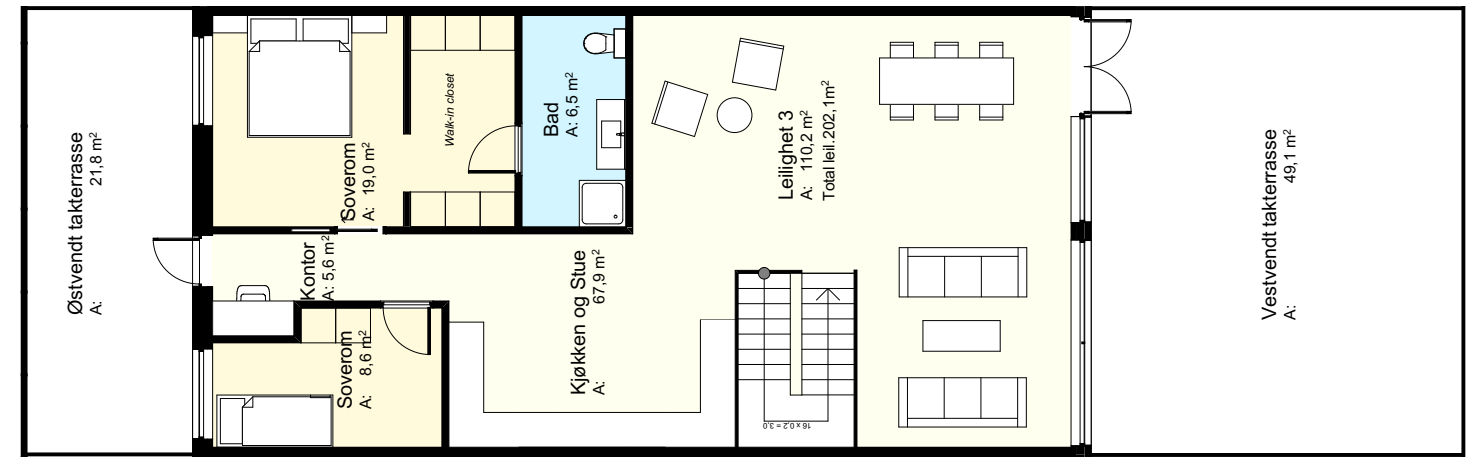 Østvendt takterrasse
A: 21,8 m²
Soverom
A: 19,0 m²
Walk-in closet
Bad
A: 6,5 m²
Kontor
A: 5,6 m²
Soverom
A: 8,6 m²
Kjøkken og Stue
A: 67,9 m²
Leilighet 3
A: 110,2 m²
Total leil.202,1m²
16 x 0,2 = 3,0
Vestvendt takterrasse
A: 49,1 m²